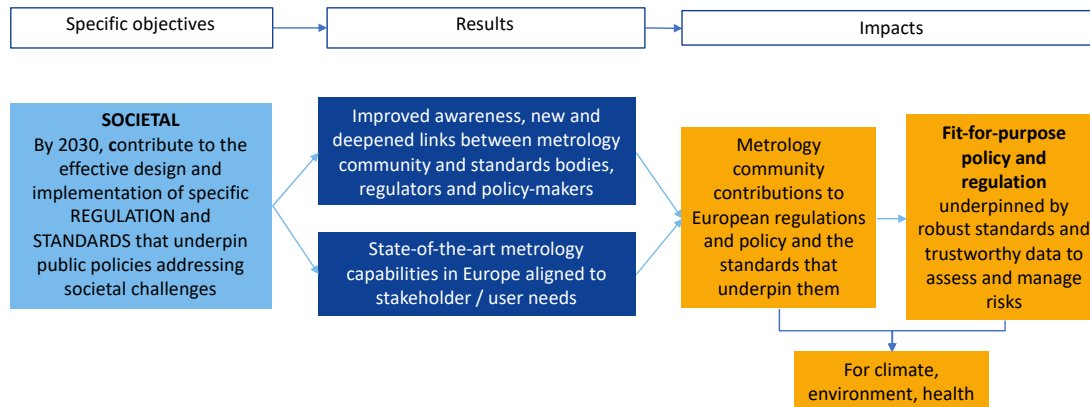 Specific objectives
Results
Impacts
SOCIETAL
By 2030, contribute to the
effective design and
implementation of specific
REGULATION and
STANDARDS that underpin
public policies addressing
societal challenges
Improved awareness, new and
deepened links between metrology
community and standards bodies,
regulators and policy-makers
State-of-the-art metrology
capabilities in Europe aligned to
stakeholder / user needs
Metrology
community
contributions to
European regulations
and policy and the
standards that
underpin them
Fit-for-purpose
policy and
regulation
underpinned by
robust standards and
trustworthy data to
assess and manage
risks
For climate,
environment, health